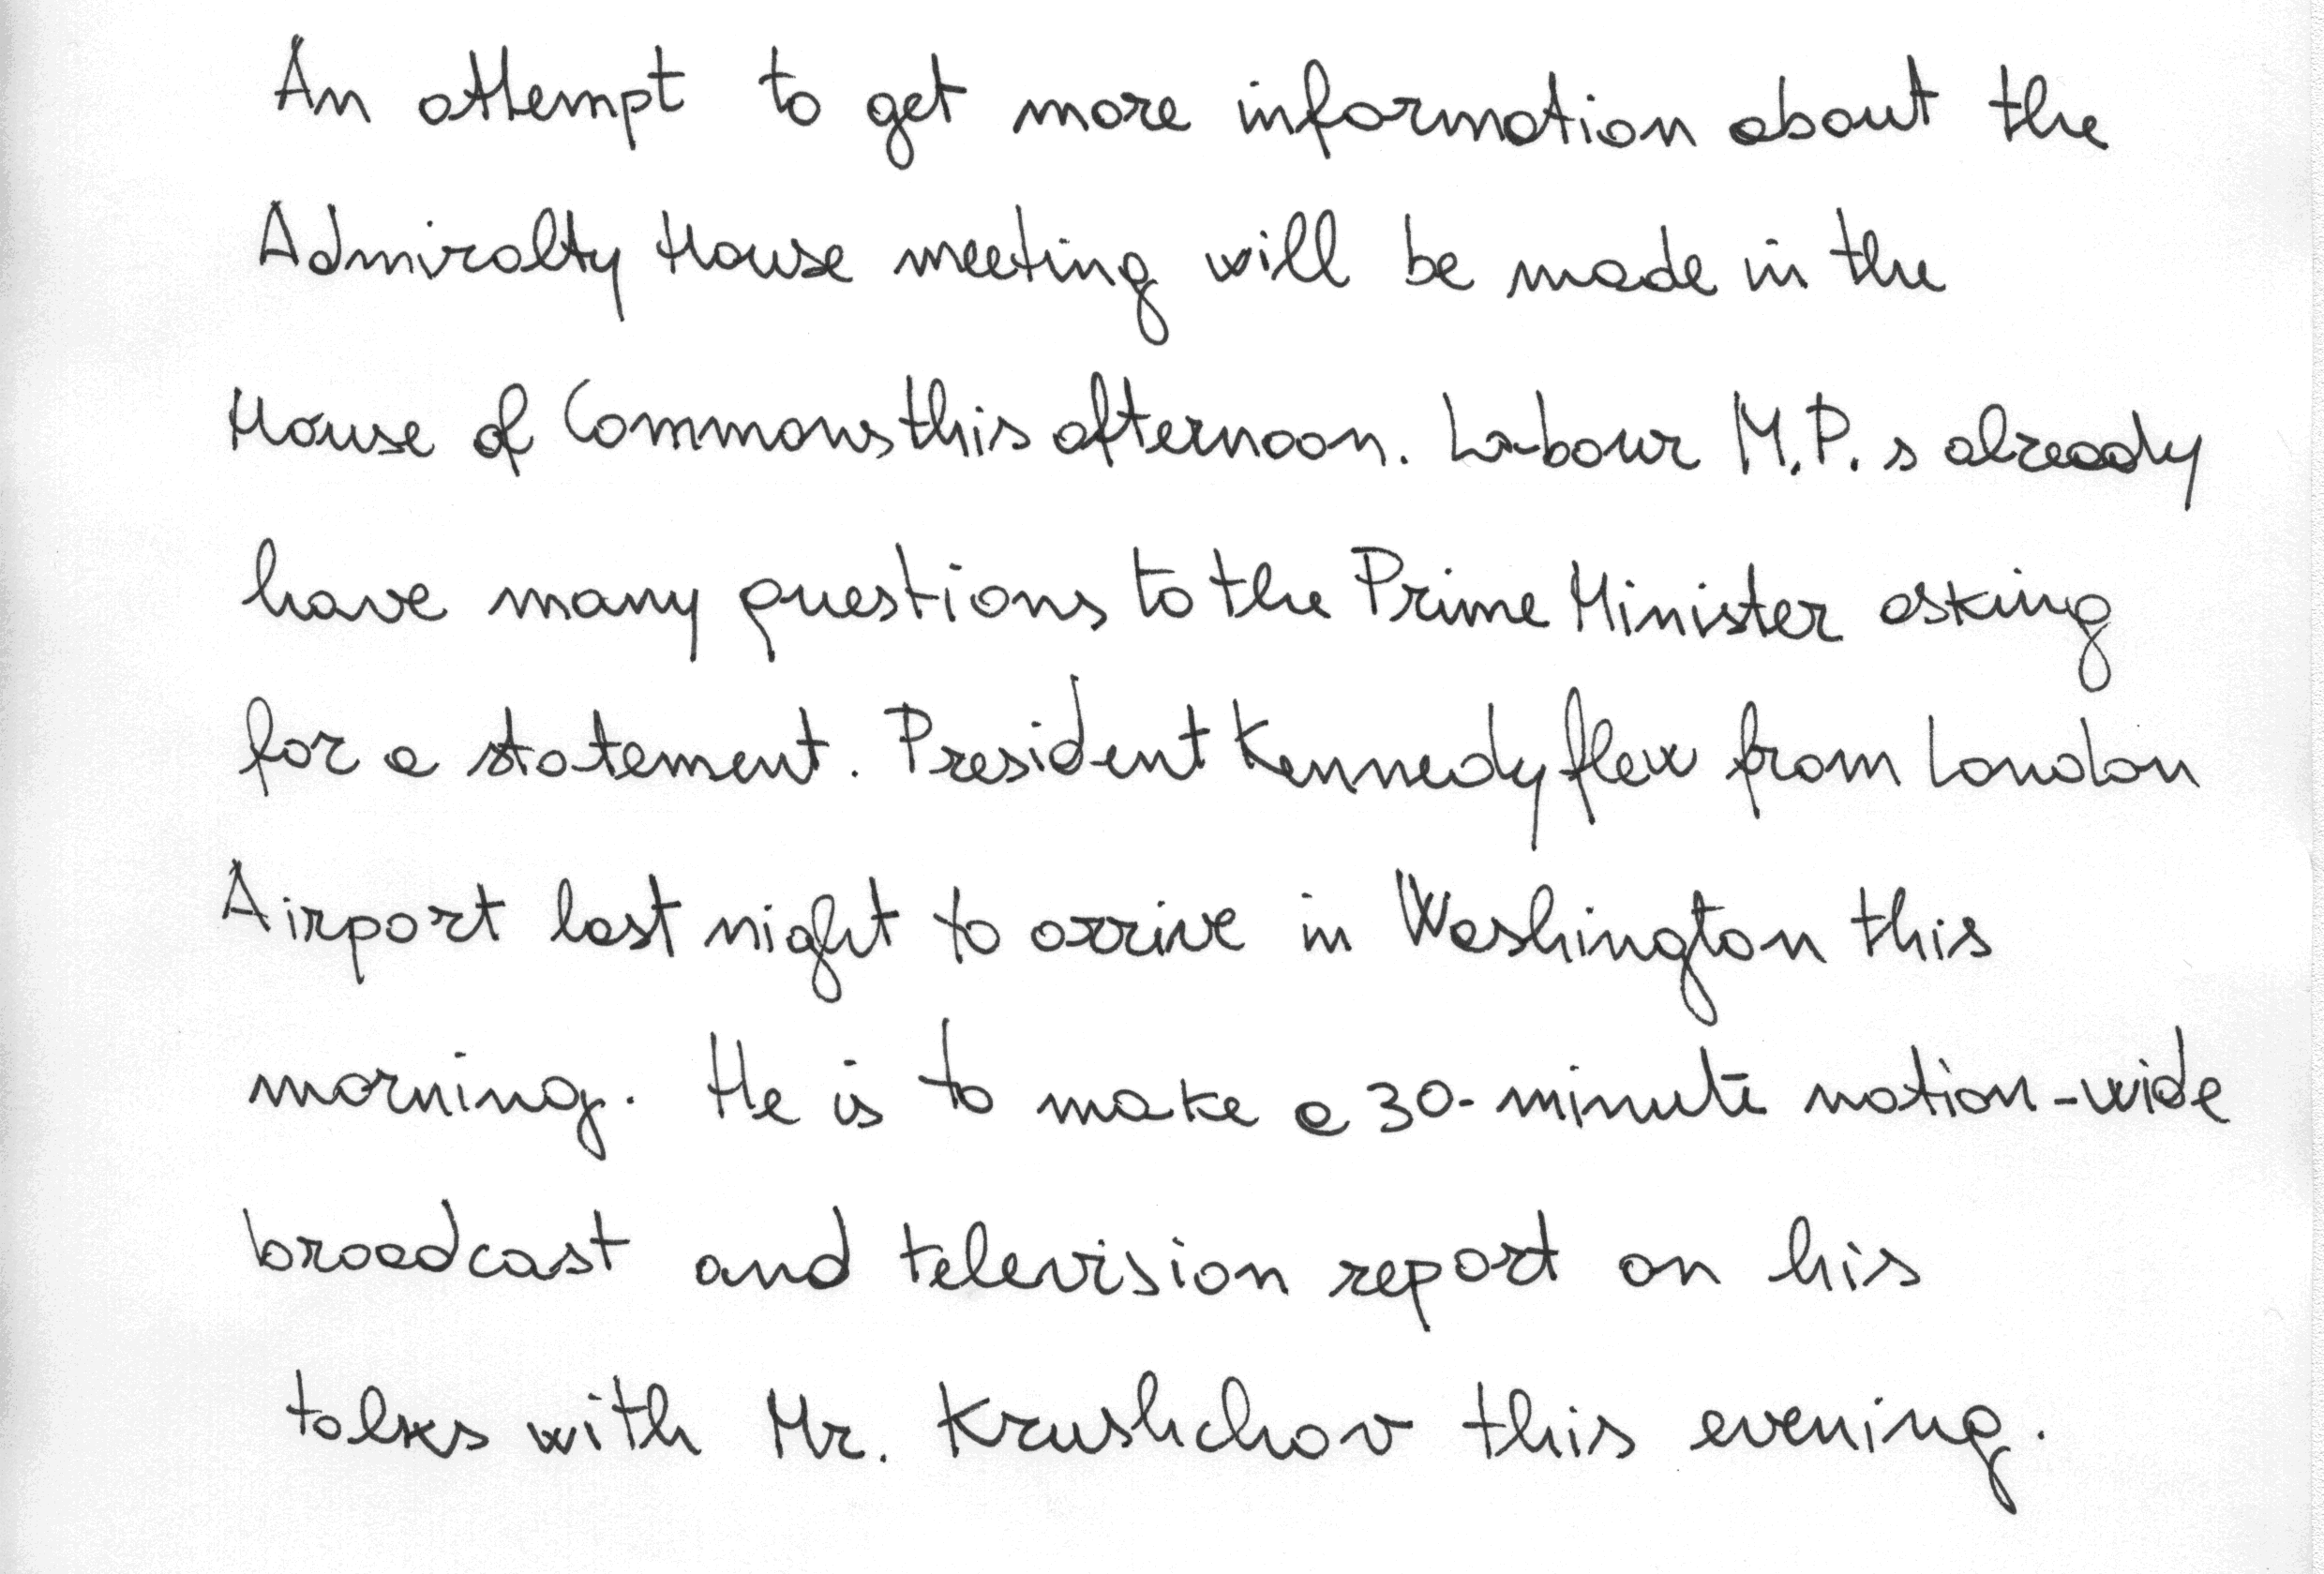 An attempt to get more information about the
Admiralty House meeting will be made in the
House of Commons this afternoon. Labour M.P.s already
have many questions to the Prime Minister asking
for a statement. President Kennedy flew from London
Airport last night to arrive in Washington this
morning. He is to make a 30-minute nation-wide
broadcast and television report on his
talks with Mr. Krushchov this evening.